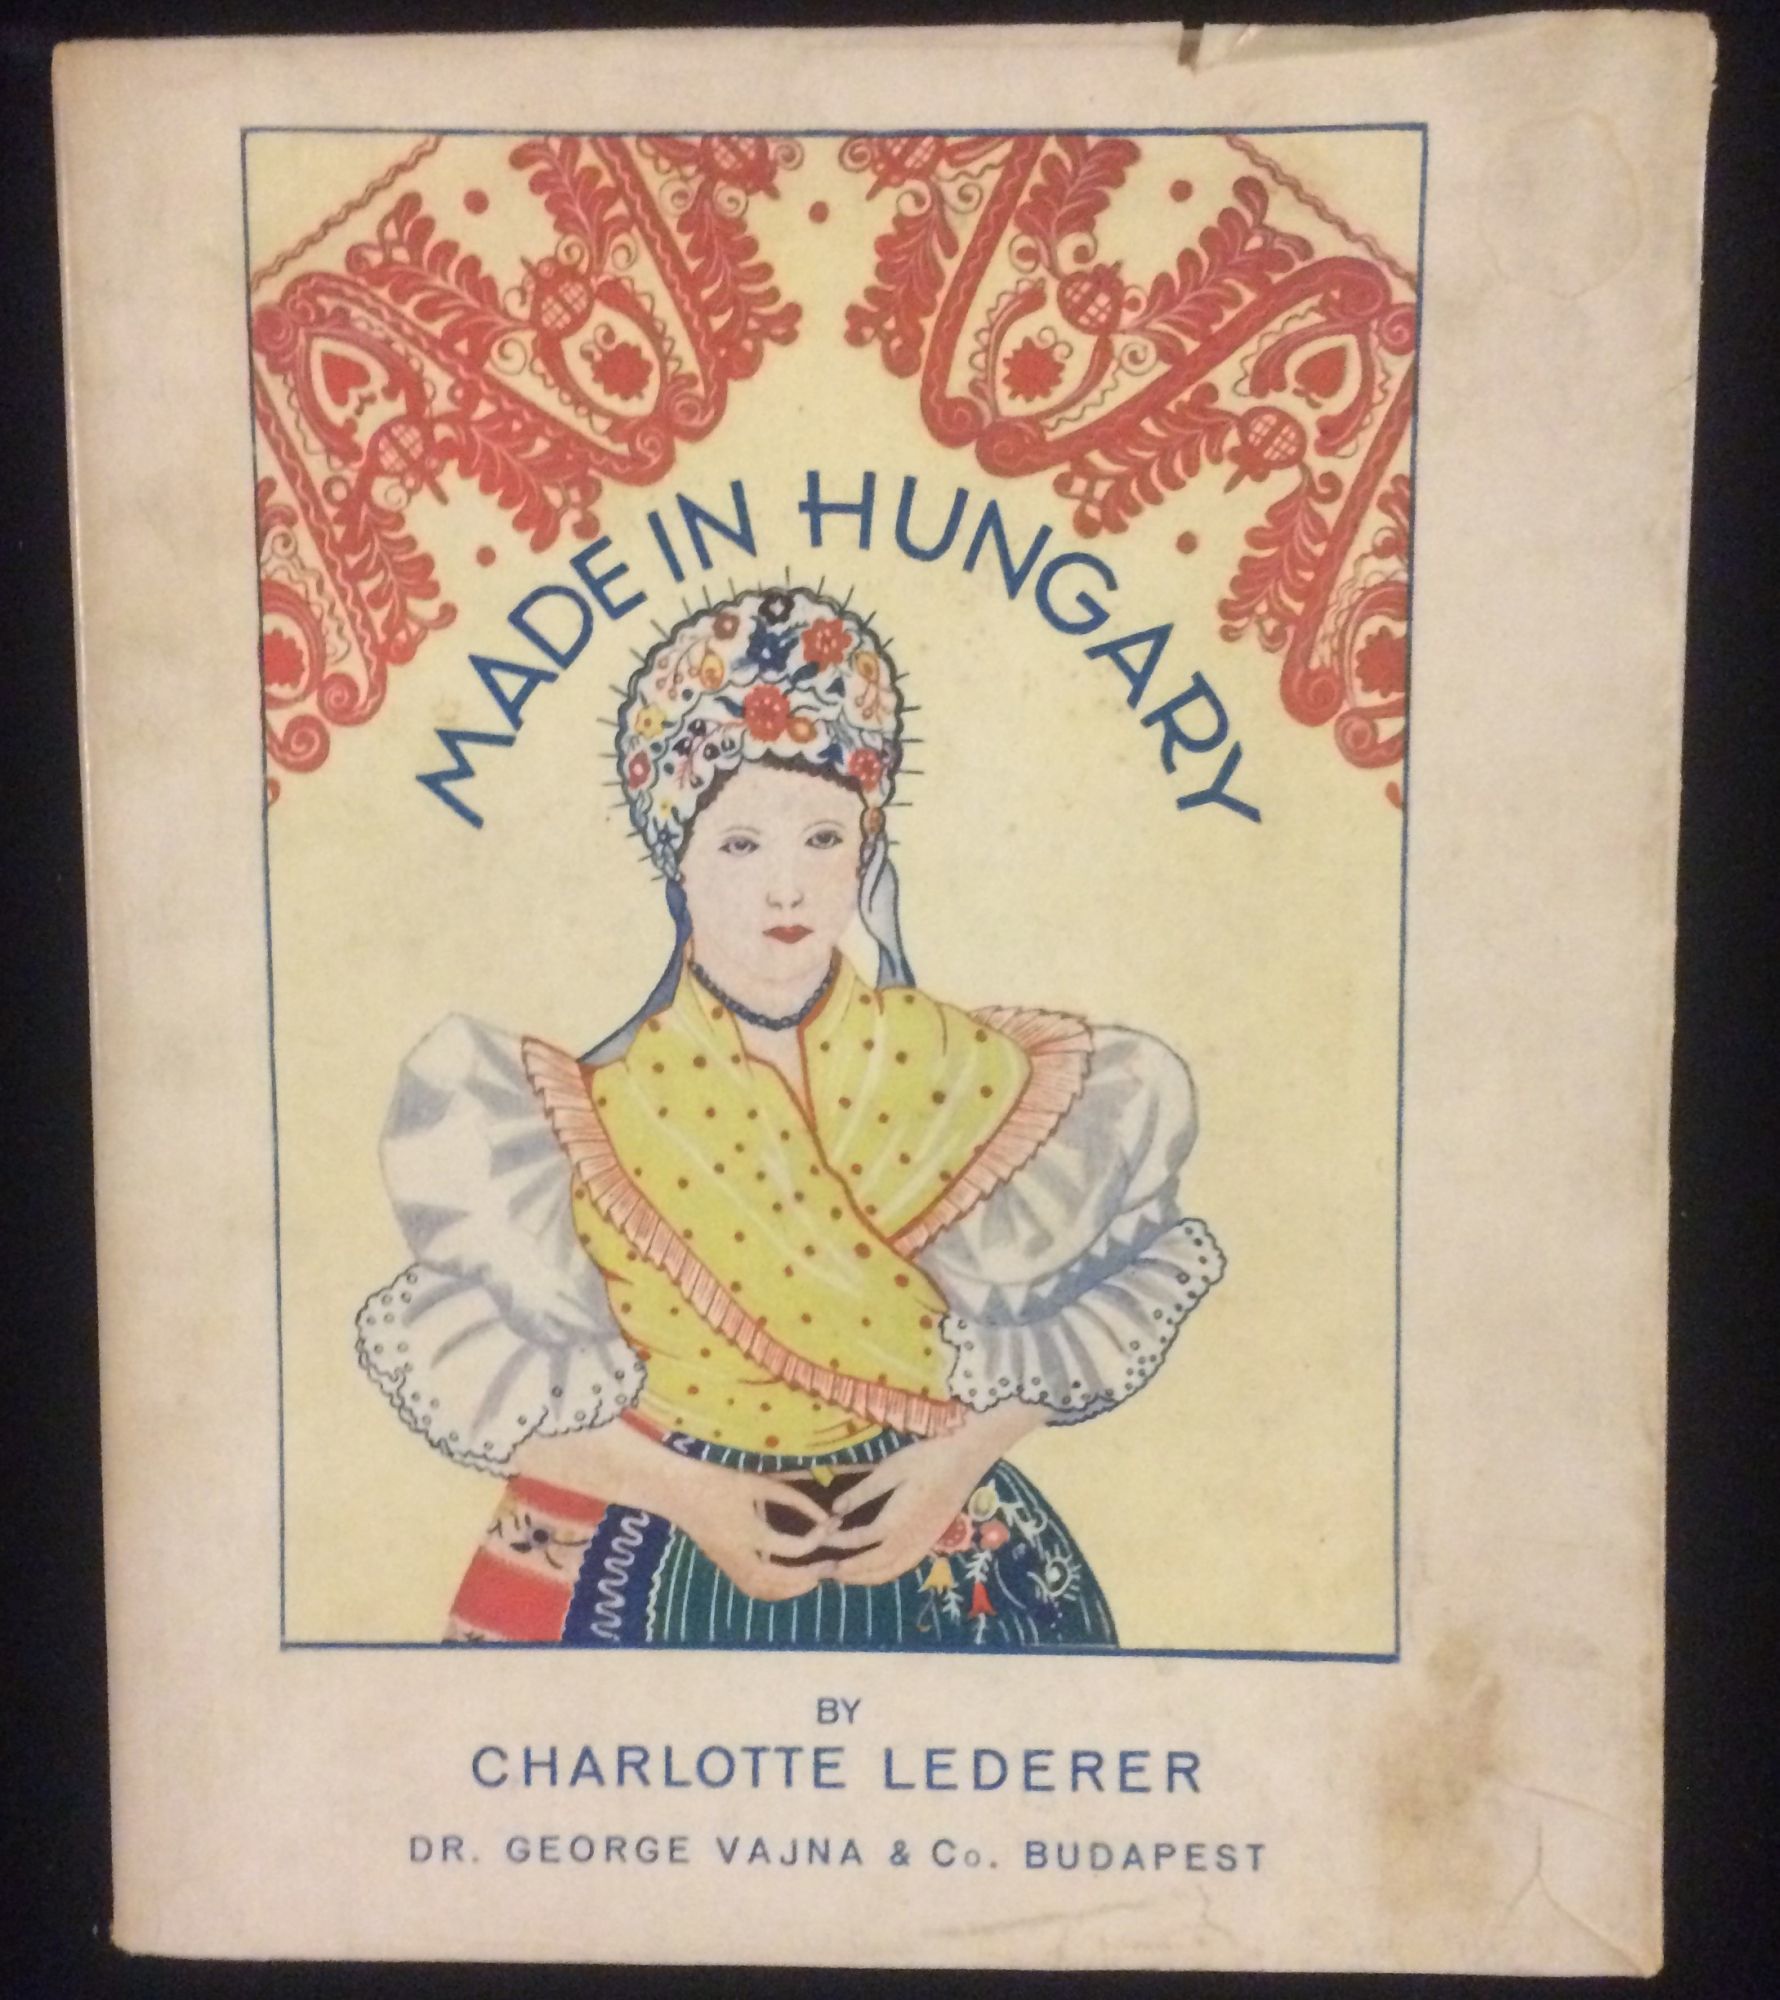 MADE IN HUNGARY
BY
CHARLOTTE LEDERER
DR. GEORGE VAJNA & Co. BUDAPEST